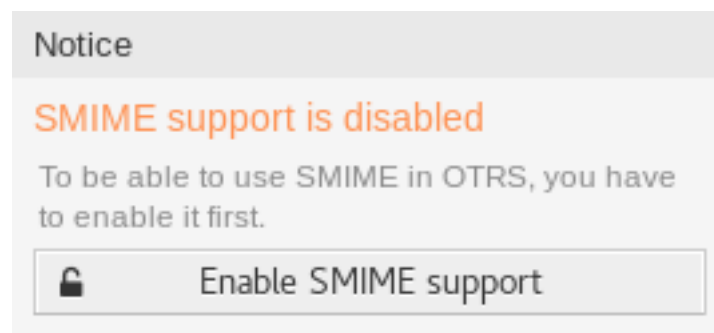 Notice
SMIME support is disabled
To be able to use SMIME in OTRS, you have
to enable it first.
Enable SMIME support